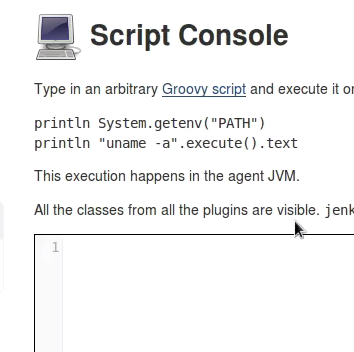 Script Console
Type in an arbitrary Groovy script and execute it
println System.getenv("PATH")
println "uname -a".execute().text
This execution happens in the agent JVM.
All the classes from all the plugins are visible.
1